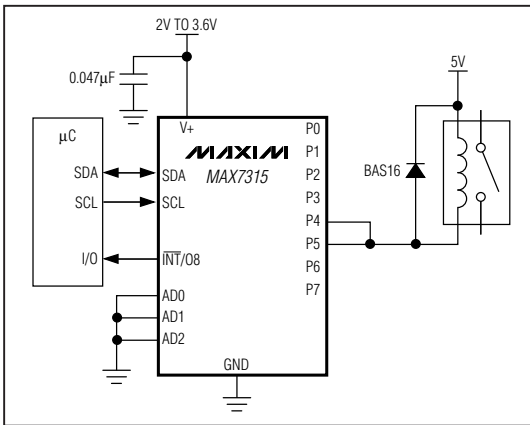 2V TO 3.6V
0.047μF
5V
μC
SDA
SCL
I/O
V+
MAXIM
MAX7315
SDA
SCL
INT/O8
AD0
AD1
AD2
GND
P0
P1
P2
P3
P4
P5
P6
P7
BAS16